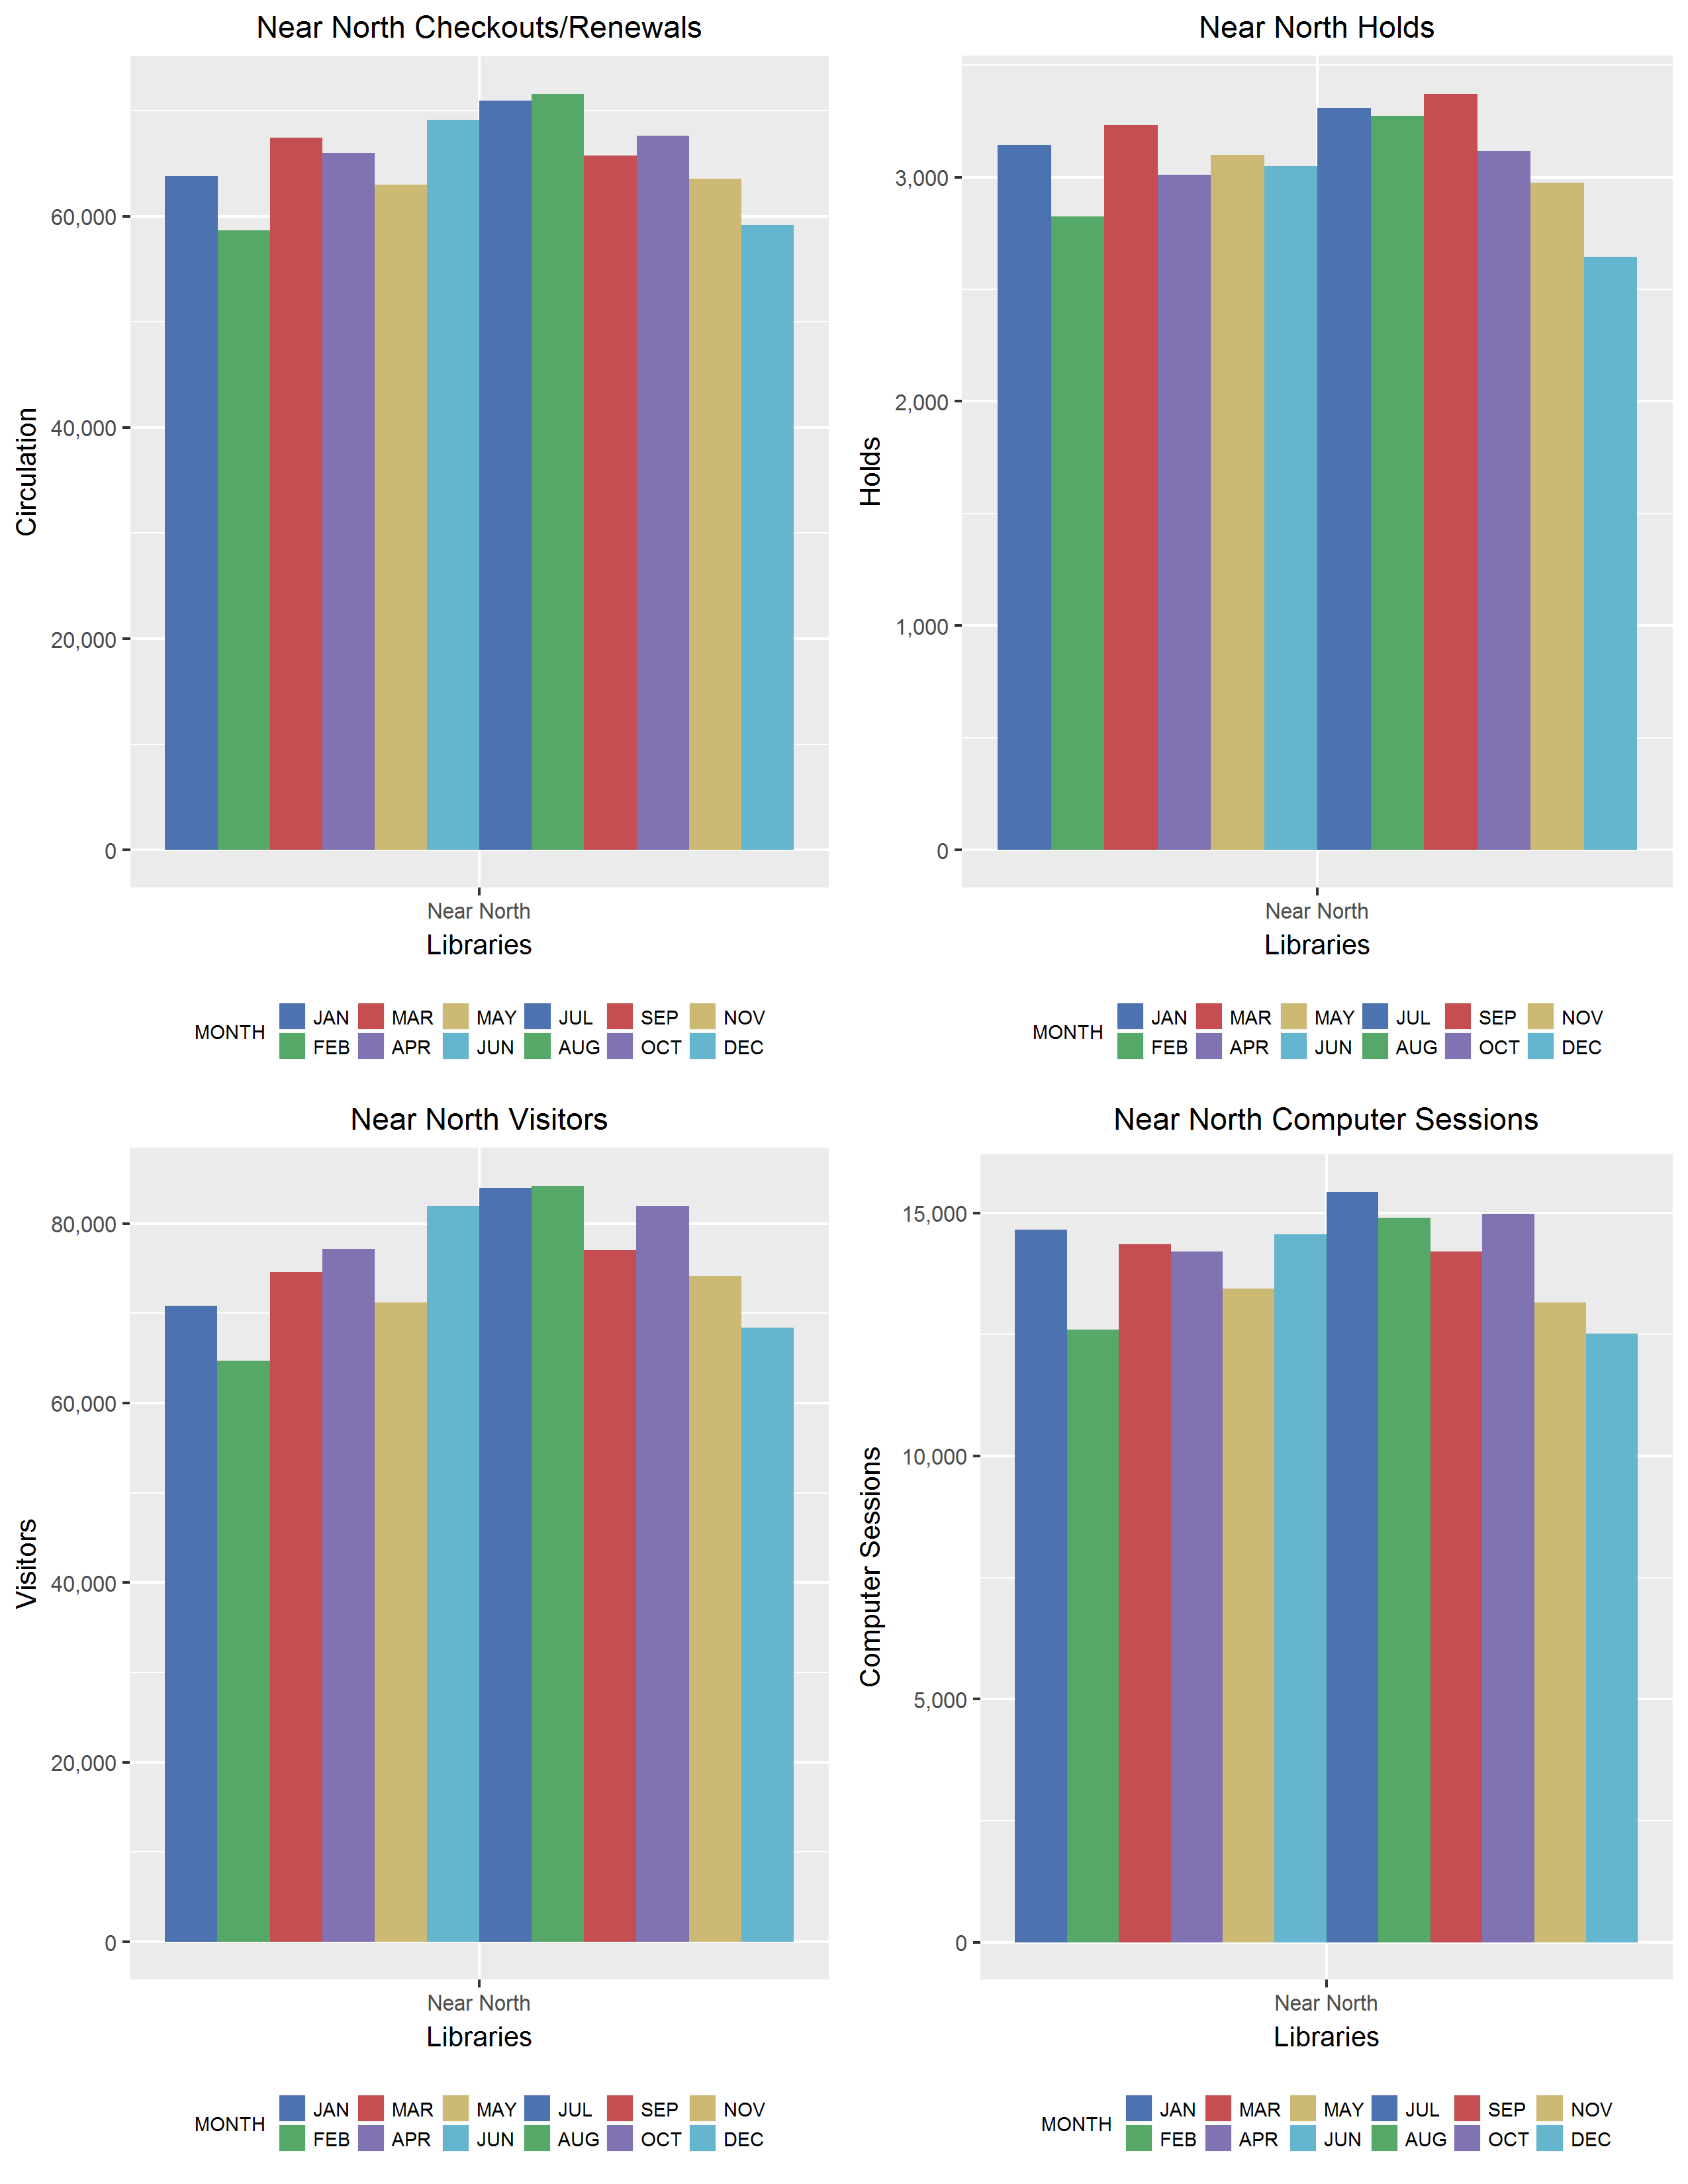 Near North Checkouts/Renewals
Circulation
60,000
40,000
20,000
0
Near North
Libraries
MONTH
JAN MAR MAY JUL SEP NOV
FEB APR JUN AUG OCT DEC
Near North Holds
Holds
3,000
2,000
1,000
0
Near North
Libraries
MONTH
JAN MAR MAY JUL SEP NOV
FEB APR JUN AUG OCT DEC
Near North Visitors
Visitors
80,000
60,000
40,000
20,000
0
Near North
Libraries
MONTH
JAN MAR MAY JUL SEP NOV
FEB APR JUN AUG OCT DEC
Near North Computer Sessions
Computer Sessions
15,000
10,000
5,000
0
Near North
Libraries
MONTH
JAN MAR MAY JUL SEP NOV
FEB APR JUN AUG OCT DEC